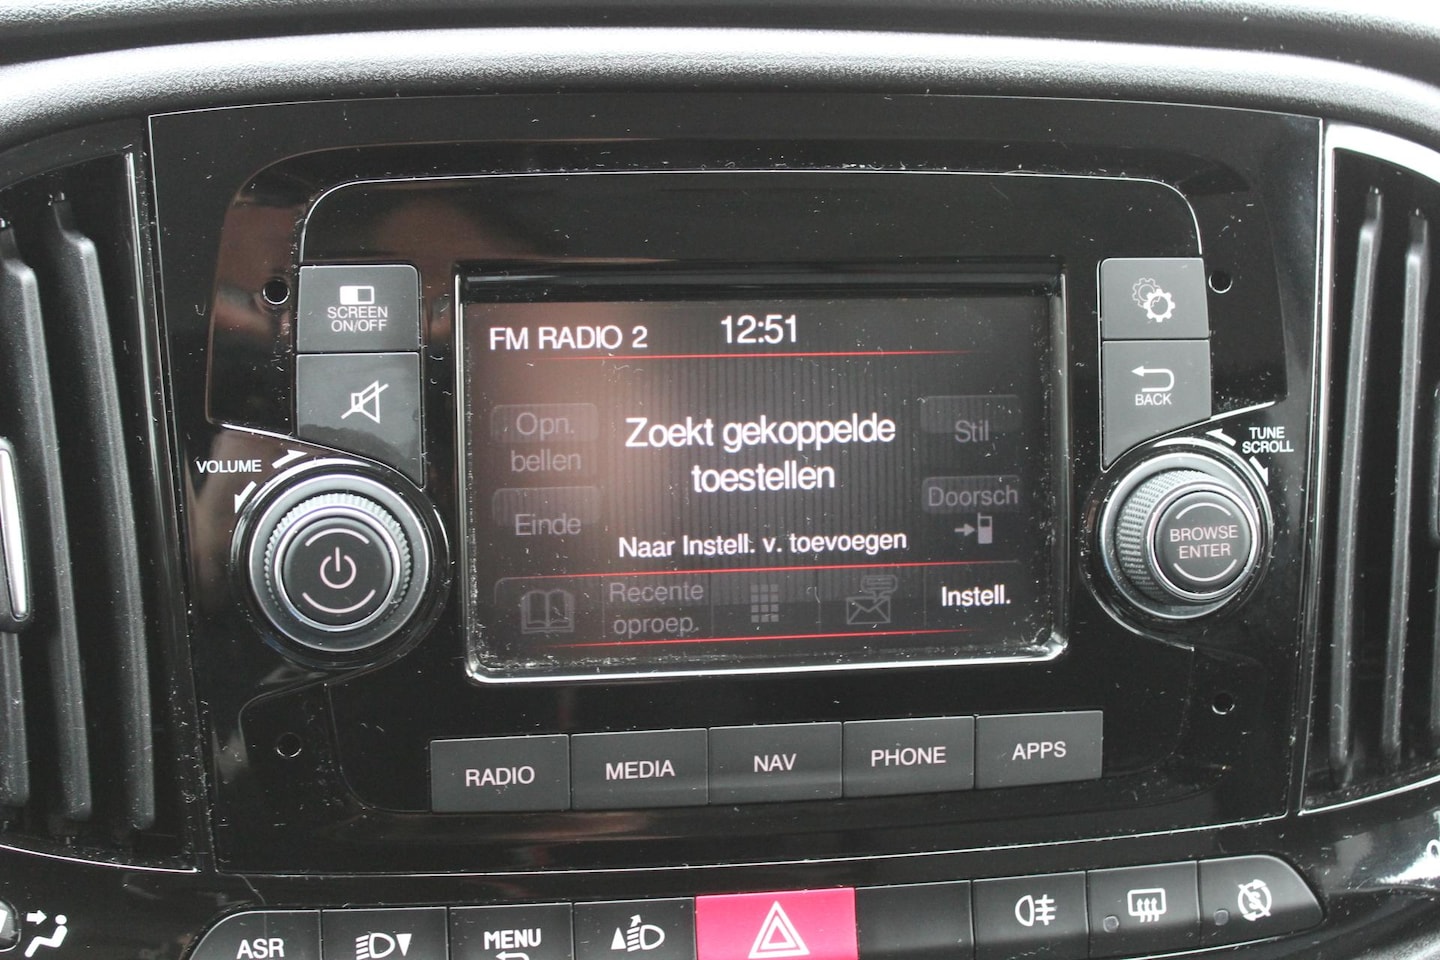 SCREEN
ON/OFF
VOLUME
FM RADIO 2
12:51
Opn.
bellen
Zoekt gekoppelde
toestellen
Stil
Einde
Doorsch
Naar Instell. v. toevoegen
Recente
oproep.
Instell.
BACK
TUNE
SCROLL
BROWSE
ENTER
RADIO
MEDIA
NAV
PHONE
APPS
ASR
MENU